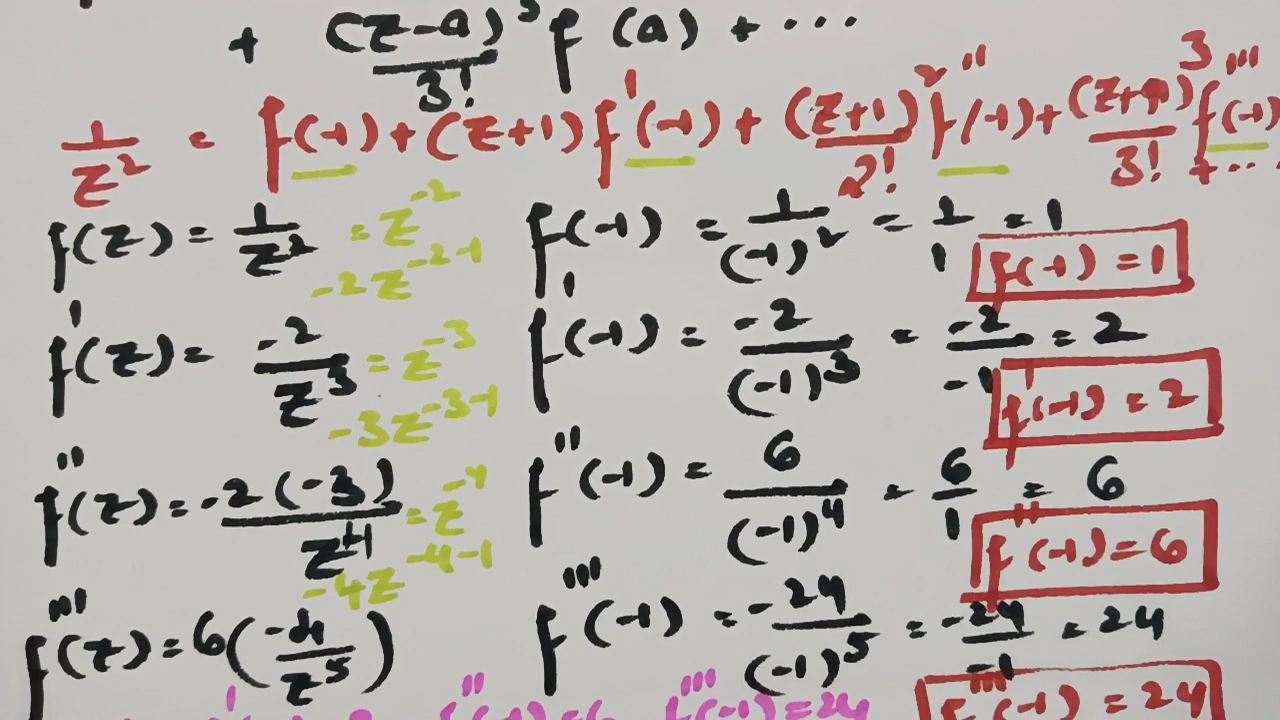 + (z-a)³/3! f (a) + ...
1/z² = f(-1) + (z+1) f'(-1) + (z+1)²/2! f''(-1) + (z+1)³/3! f'''(-1) + ...
f(z) = 1/z² = z⁻² f(-1) = 1/(-1)² = 1/1 = 1
-2z⁻²⁻¹ f(-1) = 1
f'(z) = -2/z³ = z⁻³ f'(-1) = -2/(-1)³ = -2/-1 = 2
-3z⁻³⁻¹ f'(-1) = 2
f''(z) = -2(-3)/z⁴ = z⁻⁴ f''(-1) = 6/(-1)⁴ = 6/1 = 6
-4z⁻⁴⁻¹ f''(-1) = 6
f'''(z) = 6(-4/z⁵) f'''(-1) = -24/(-1)⁵ = -24/-1 = 24
f'''(-1) = 24
f'''(-1) = 24